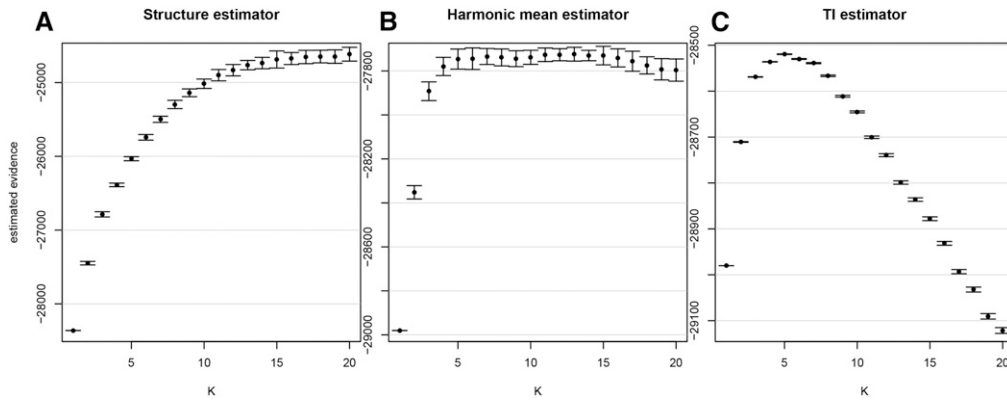 A
Structure estimator
estimated evidence
-25000
-26000
-27000
-28000
5
10
15
20
K
B
Harmonic mean estimator
-27800
-28200
-28600
-29000
5
10
15
20
K
C
TI estimator
-28500
-28700
-28900
-29100
5
10
15
20
K